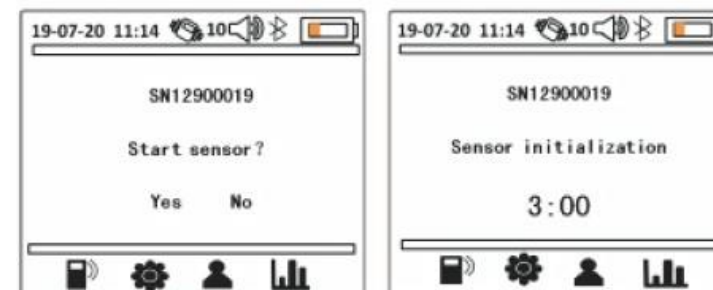 19-07-20 11:14 10
SN12900019
Start sensor?
Yes No
19-07-20 11:14 10
SN12900019
Sensor initialization
3:00